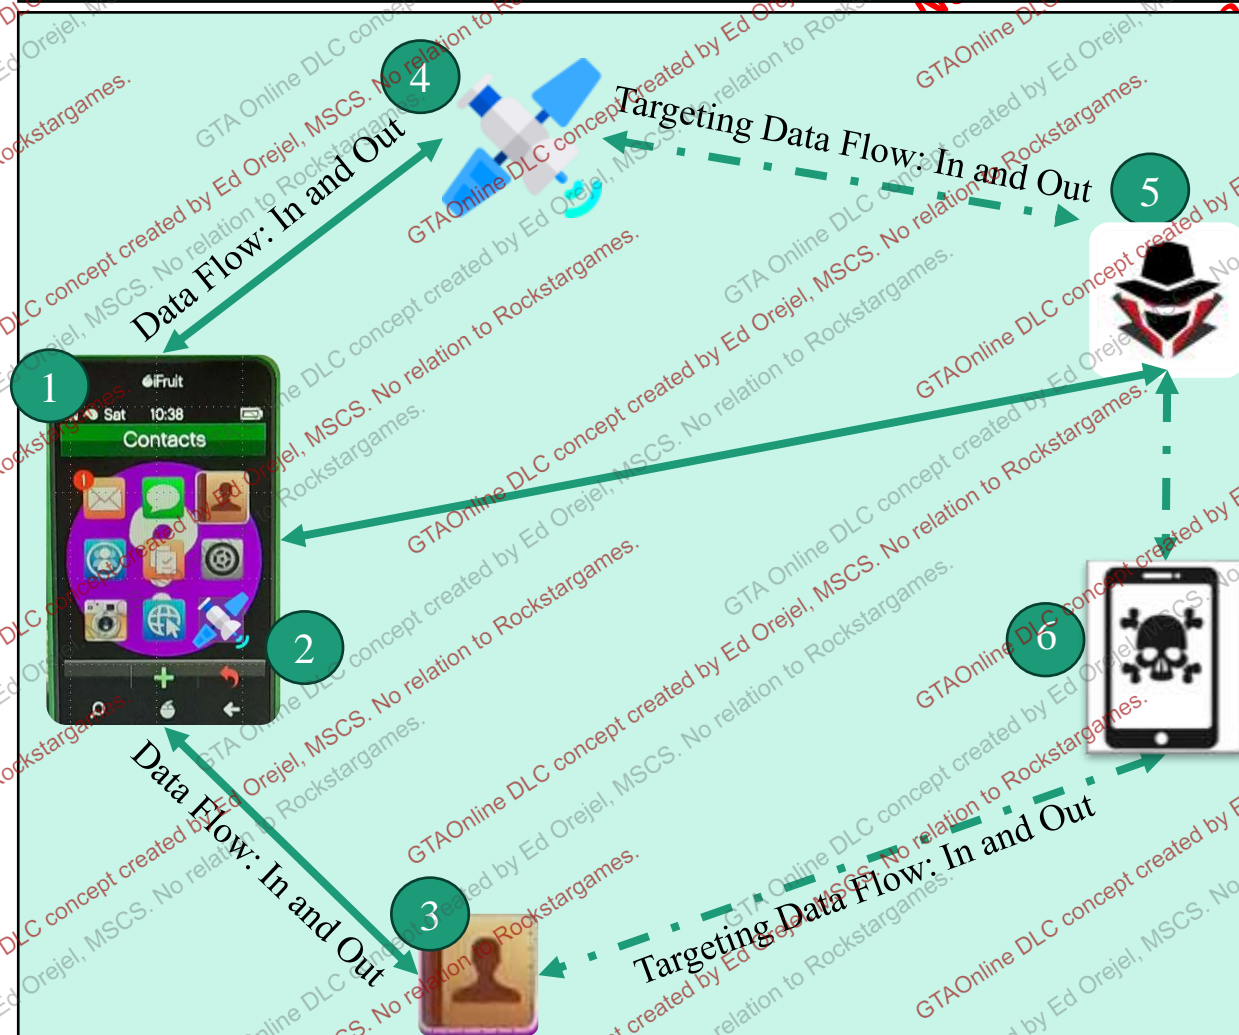 4
Targeting Data Flow: In and Out
5
Data Flow: In and Out
1
iFruit
Sat 10:38
Contacts
1
2
6
Data Flow: In and Out
3
Targeting Data Flow: In and Out
GTAOnline DLC concept created by Ed Orejel, MSCS. No relation to Rockstargames.
GTA Online DLC concept created by Ed Orejel, MSCS. No relation to Rockstargames.